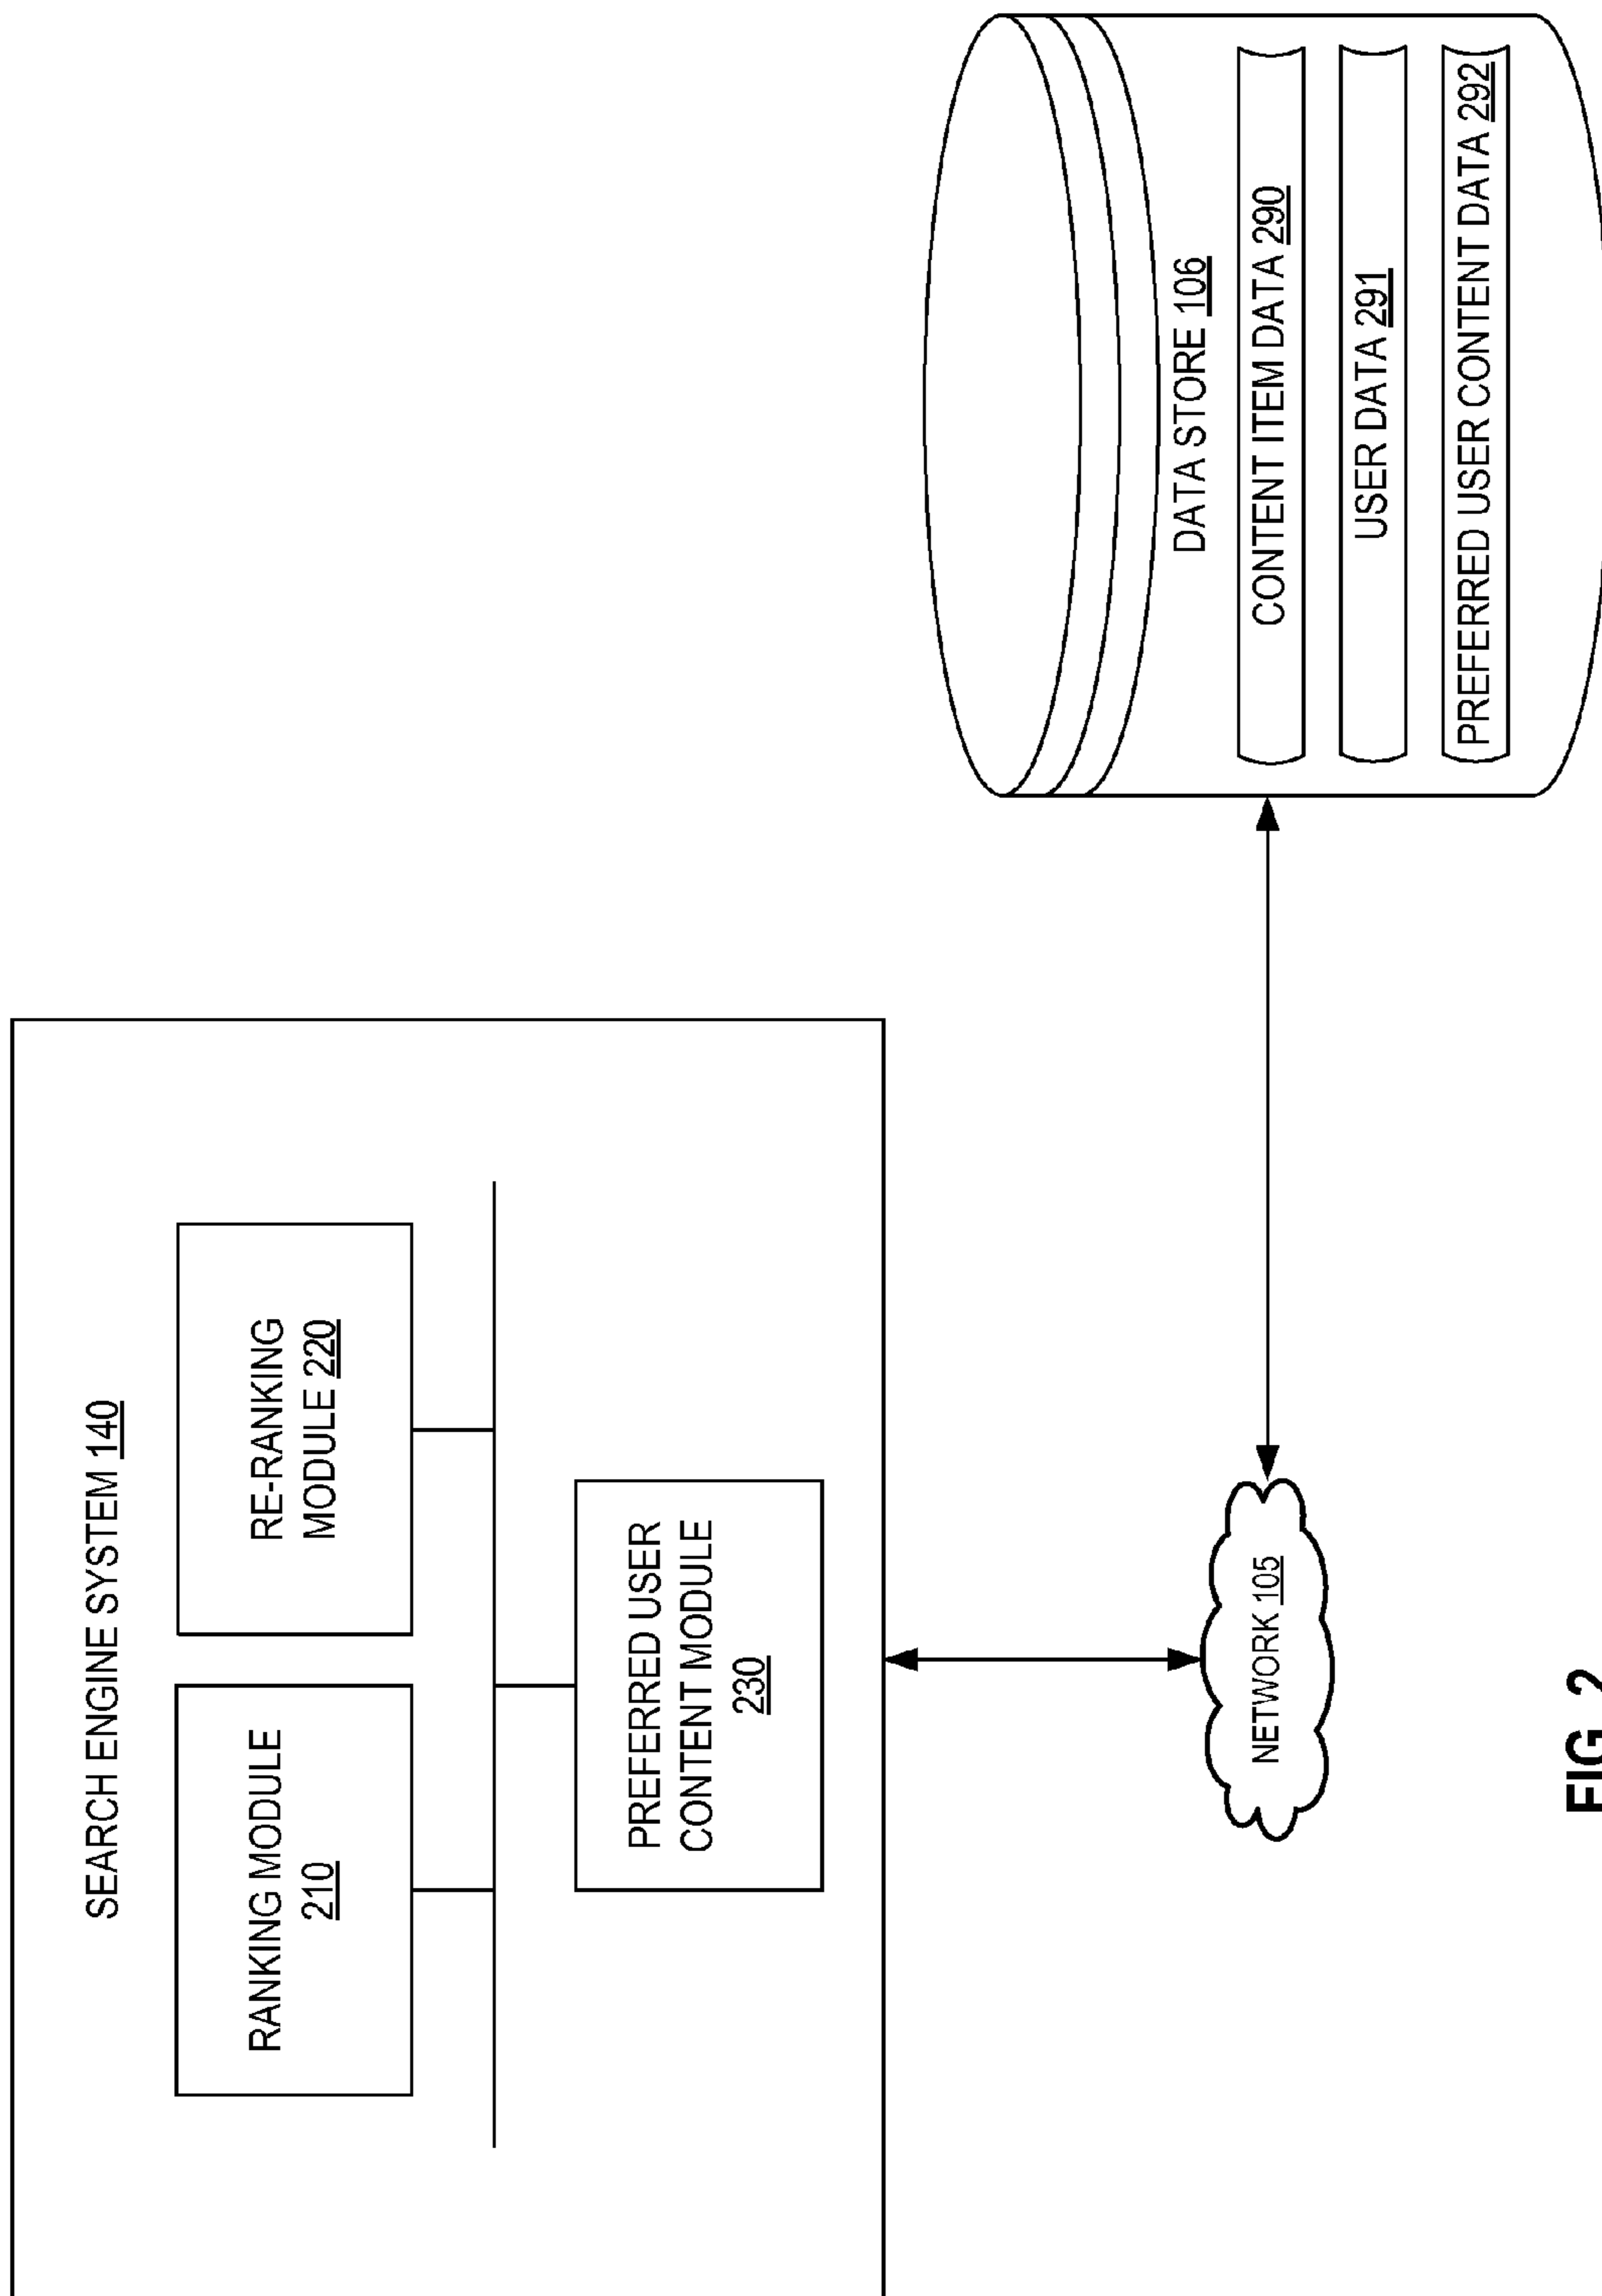 SEARCH ENGINE SYSTEM 140
RANKING MODULE
210
RE-RANKING
MODULE 220
PREFERRED USER
CONTENT MODULE
230
NETWORK 105
DATA STORE 106
CONTENT ITEM DATA 290
USER DATA 291
PREFERRED USER CONTENT DATA 292
FIG. 2